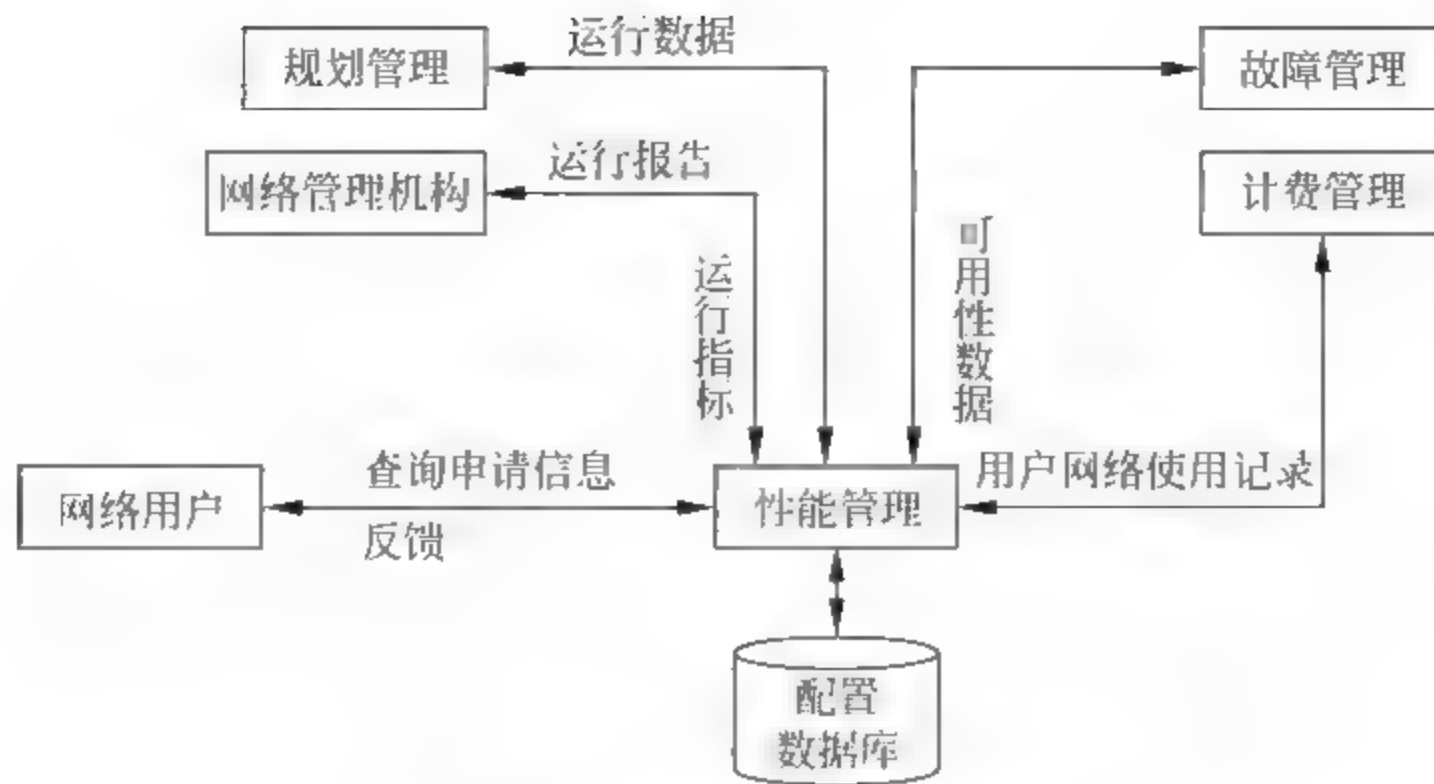 运行数据
规划管理
故障管理
运行报告
网络管理机构
计费管理
运行指标
可用性数据
查询申请信息
用户网络使用记录
网络用户
性能管理
反馈
配置
数据库